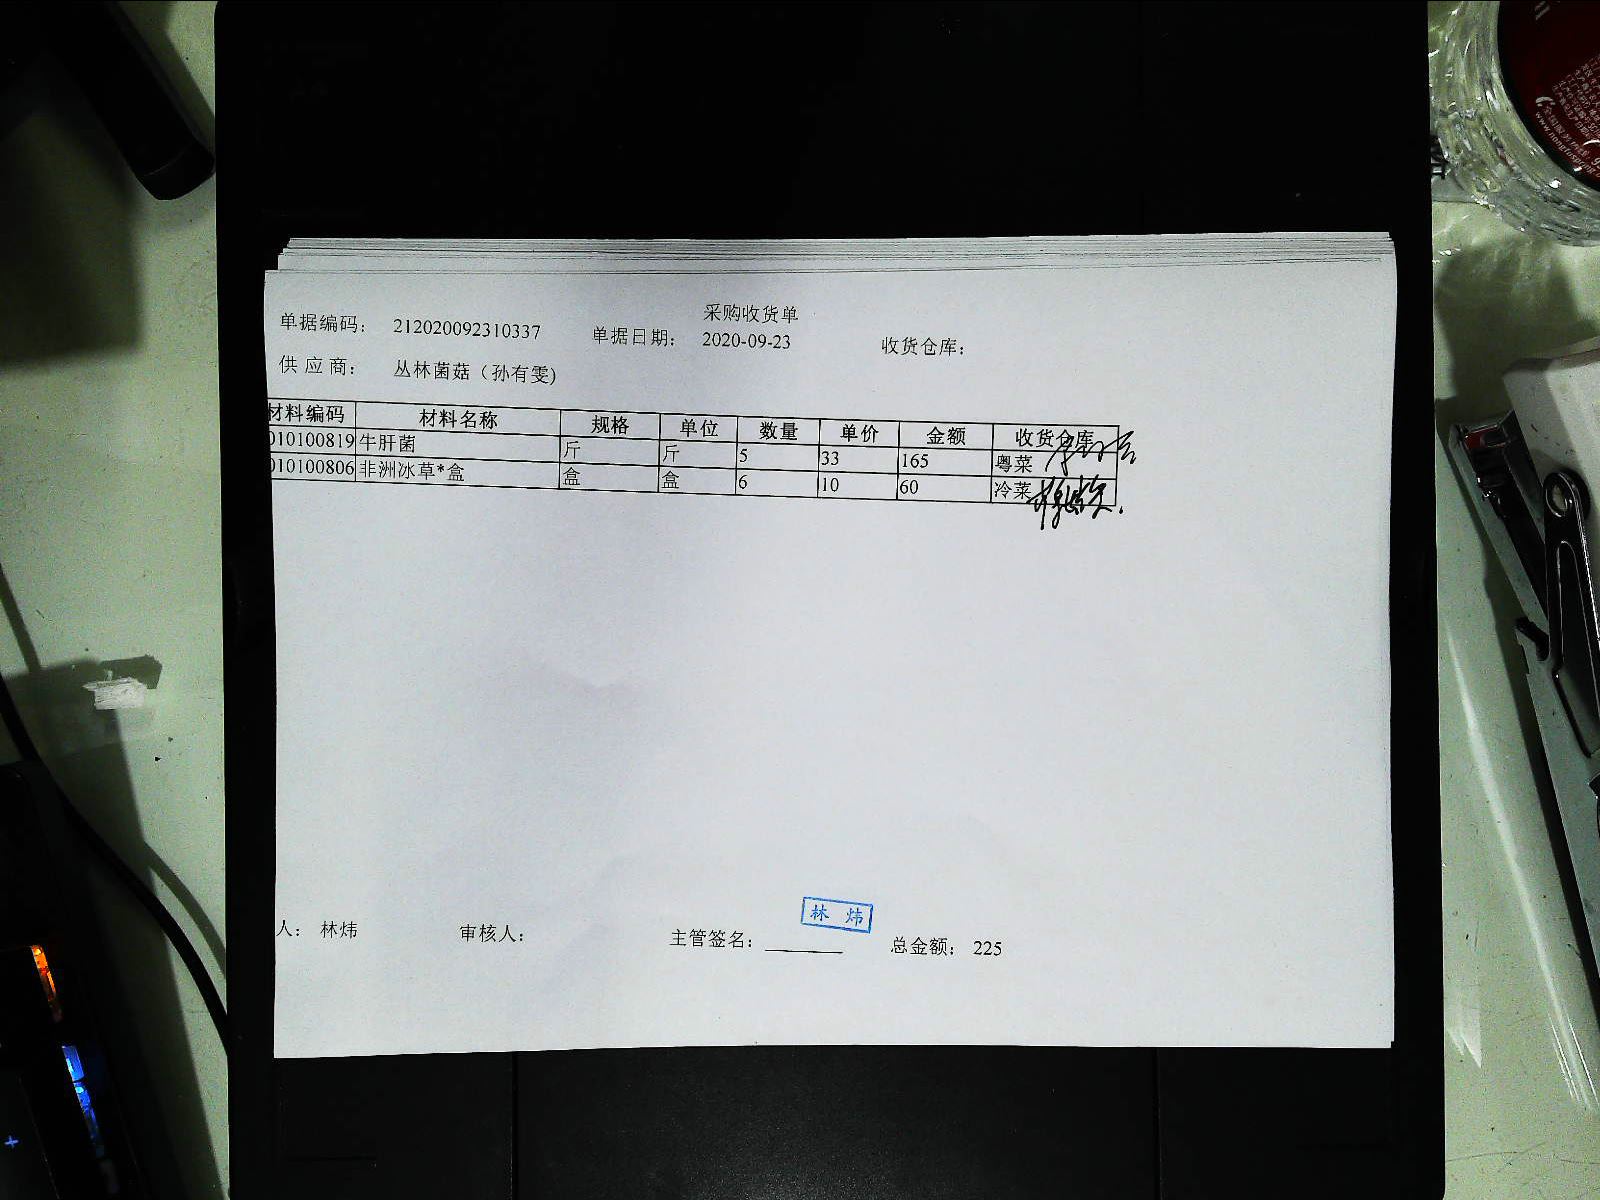 采购收货单
单据编码： 212020092310337 单据日期： 2020-09-23 收货仓库：
供 应 商： 丛林菌菇（孙有雯)
材料编码 材料名称 规格 单位 数量 单价 金额 收货仓库
010100819 牛肝菌 斤 斤 5 33 165 粤菜
010100806 非洲冰草*盒 盒 盒 6 10 60 冷菜
林 炜
人： 林炜 审核人： 主管签名： 总金额： 225